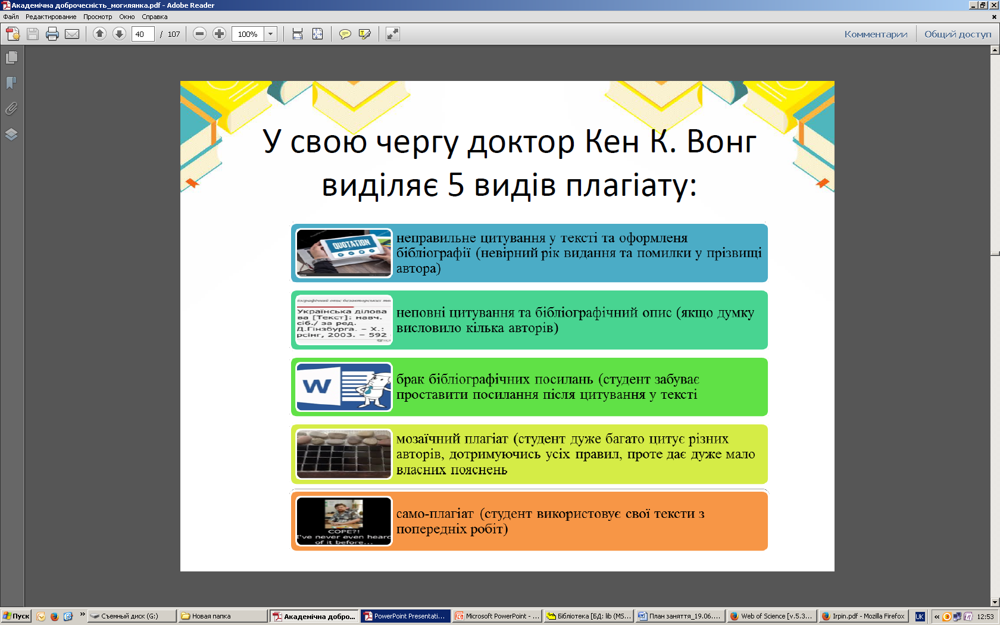 Академічна доброчесність_могилянка.pdf - Adobe Reader
Файл Редактирование Просмотр Окно Справка
40 / 107 100% Комментарии Общий доступ
У свою чергу доктор Кен К. Вонг
виділяє 5 видів плагіату:
QUOTATION
неправильне цитування у тексті та оформленя
бібліографії (невірний рік видання та помилки у прізвищі
автора)
Українська ділова
ва [Текст]: навч.
сіб./ за ред.
Д.Гінзбурга. – Х.:
рсінг, 2003. – 592
неповні цитування та бібліографічний опис (якщо думку
висловило кілька авторів)
W
брак бібліографічних посилань (студент забуває
проставити посилання після цитування у тексті
мозаїчний плагіат (студент дуже багато цитує різних
авторів, дотримуючись усіх правил, проте дає дуже мало
власних пояснень
COPE?!
I've never even heard
of it before...
само-плагіат (студент використовує свої тексти з
попередніх робіт)
Пуск » Съемный диск (G:) Новая папка Академічна добро... PowerPoint Presentati... Microsoft PowerPoint - ... Бібліотека [БД: lib (MS... План заняття_19.06.... Web of Science [v.5.3... Irpin.pdf - Mozilla Firefox UK « 12:53